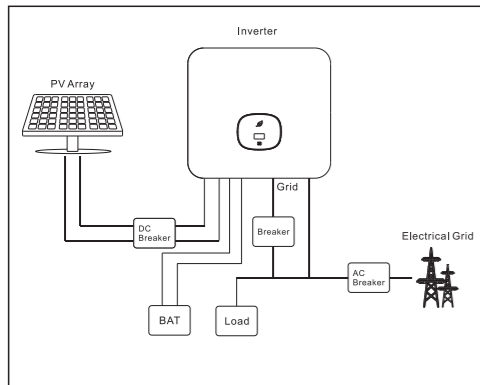 Inverter
PV Array
Grid
DC
Breaker
Breaker
Electrical Grid
AC
Breaker
BAT
Load